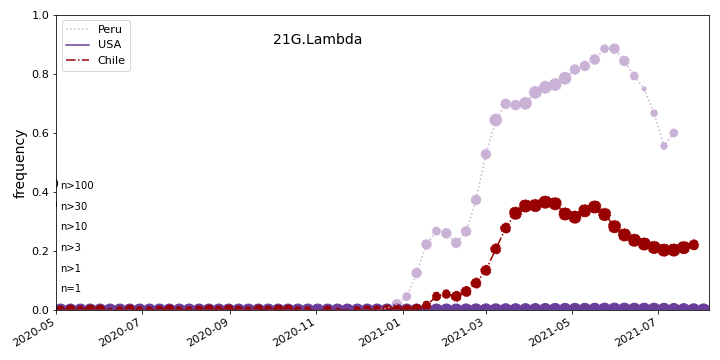 21G.Lambda
Peru
USA
Chile
frequency
1.0
0.8
0.6
0.4
0.2
0.0
n>100
n>30
n>10
n>3
n>1
n=1
2020-05
2020-07
2020-09
2020-11
2021-01
2021-03
2021-05
2021-07